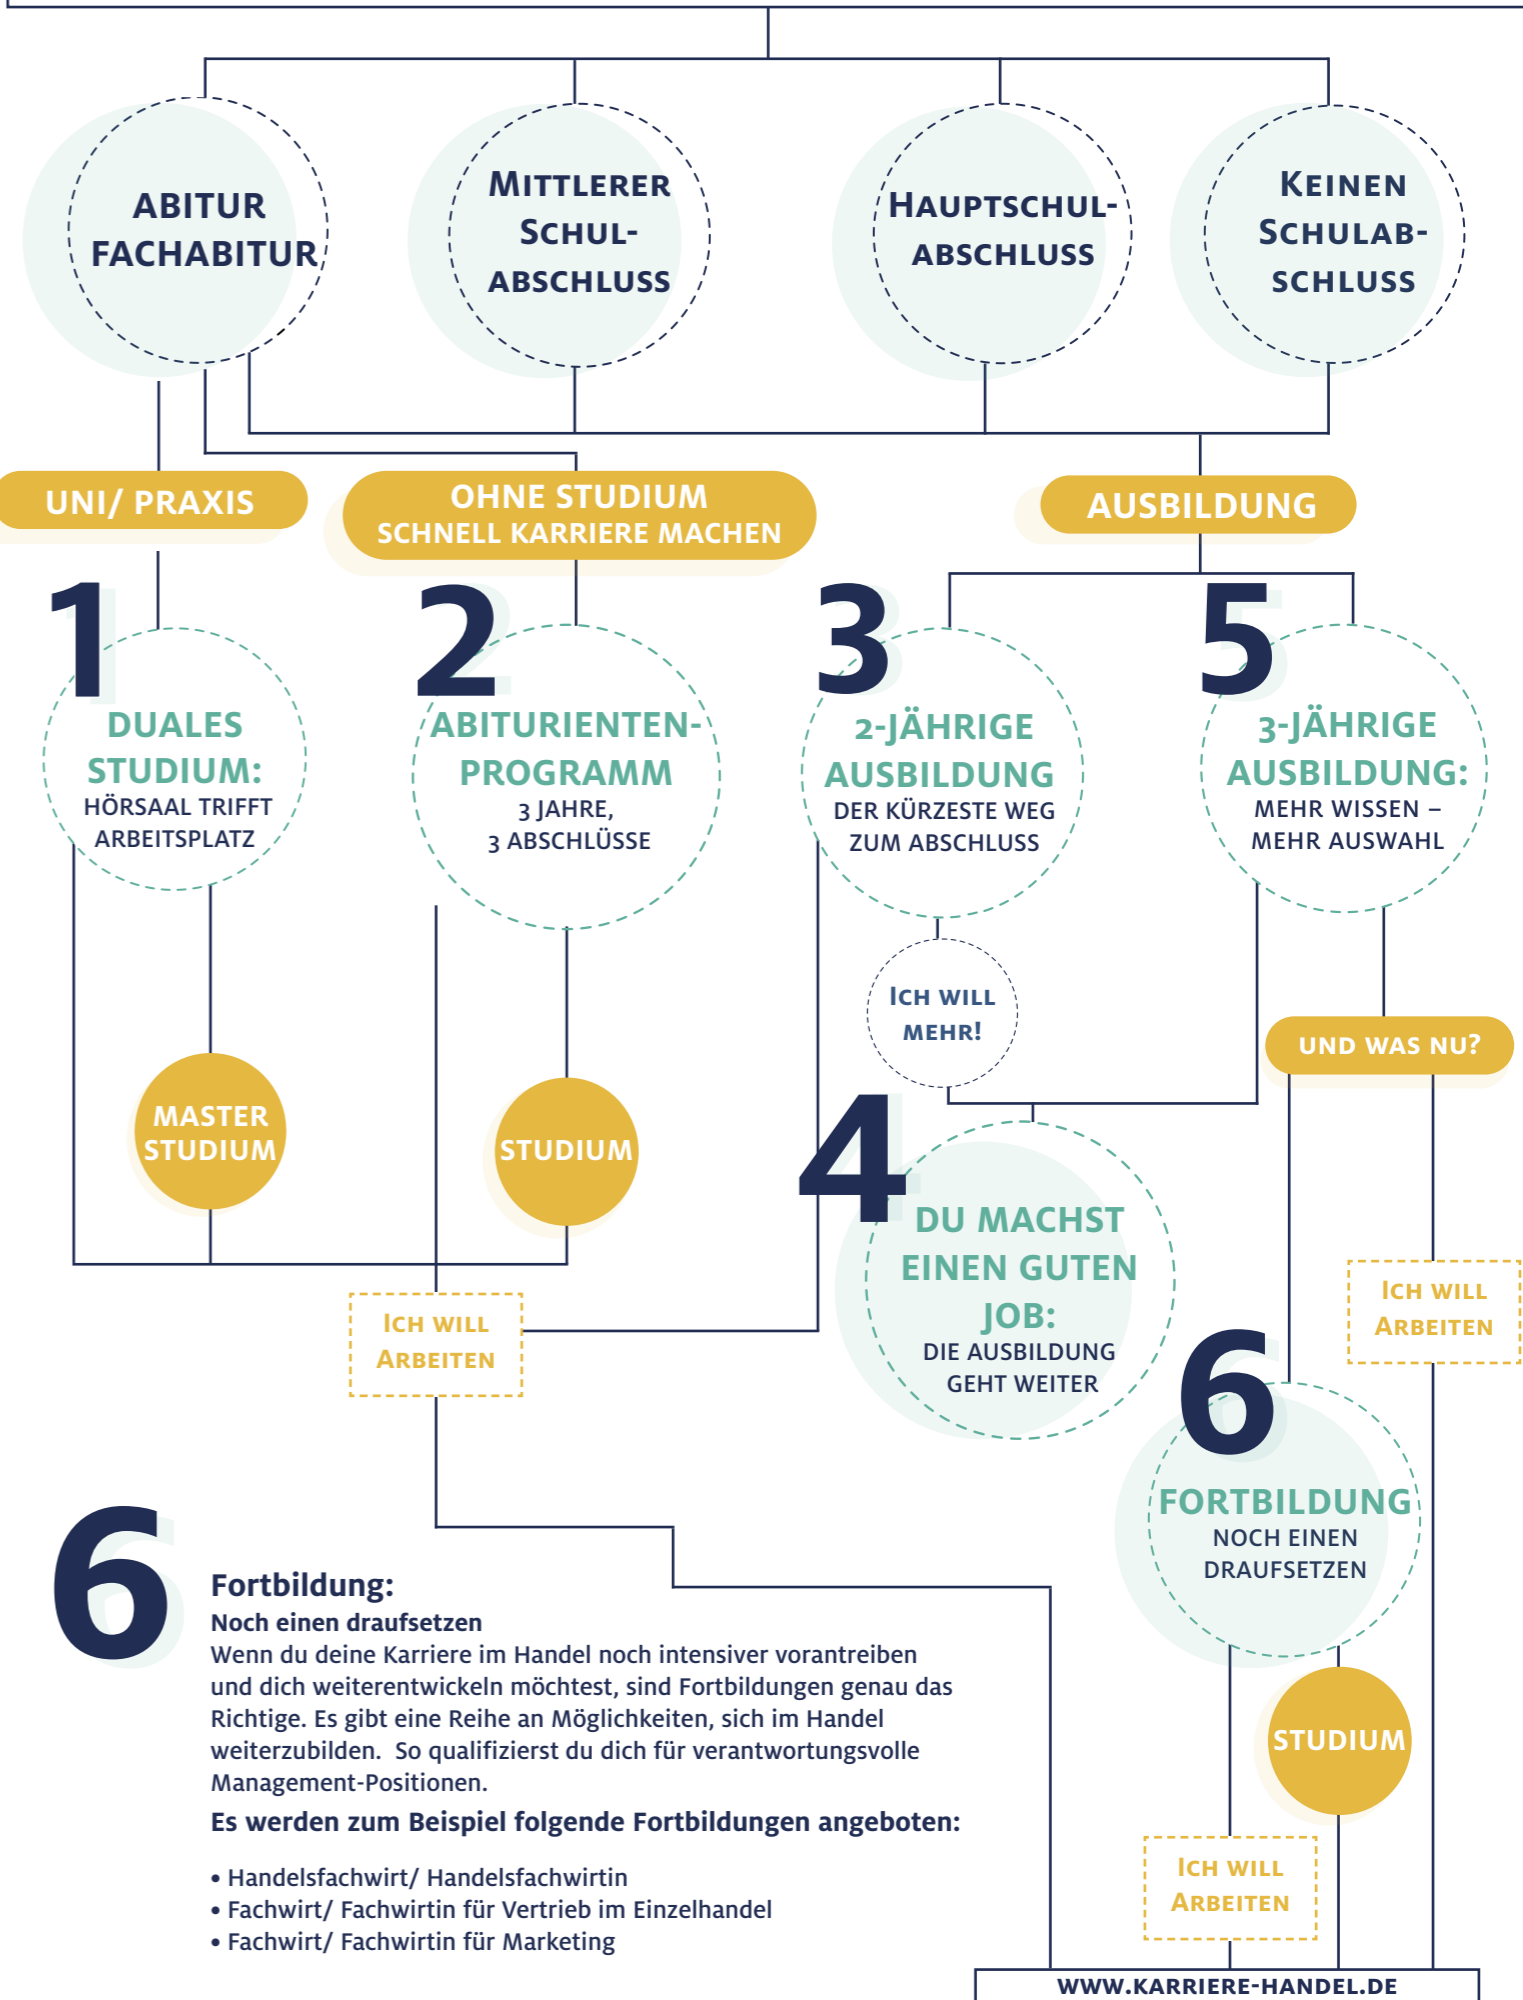 ABITUR
FACHABITUR
MITTLERER
SCHUL-
ABSCHLUSS
HAUPTSCHUL-
ABSCHLUSS
KEINEN
SCHULAB-
SCHLUSS
UNI/ PRAXIS
OHNE STUDIUM
SCHNELL KARRIERE MACHEN
AUSBILDUNG
1
DUALES
STUDIUM:
HÖRSAAL TRIFFT
ARBEITSPLATZ
2
ABITURIENTEN-
PROGRAMM
3 JAHRE,
3 ABSCHLÜSSE
3
2-JÄHRIGE
AUSBILDUNG
DER KÜRZESTE WEG
ZUM ABSCHLUSS
5
3-JÄHRIGE
AUSBILDUNG:
MEHR WISSEN –
MEHR AUSWAHL
ICH WILL
MEHR!
UND WAS NU?
MASTER
STUDIUM
STUDIUM
4
DU MACHST
EINEN GUTEN
JOB:
DIE AUSBILDUNG
GEHT WEITER
ICH WILL
ARBEITEN
ICH WILL
ARBEITEN
6
FORTBILDUNG
NOCH EINEN
DRAUFSETZEN
6
Fortbildung:
Noch einen draufsetzen
Wenn du deine Karriere im Handel noch intensiver vorantreiben
und dich weiterentwickeln möchtest, sind Fortbildungen genau das
Richtige. Es gibt eine Reihe an Möglichkeiten, sich im Handel
weiterzubilden.  So qualifizierst du dich für verantwortungsvolle
Management-Positionen.
Es werden zum Beispiel folgende Fortbildungen angeboten:
• Handelsfachwirt/ Handelsfachwirtin
• Fachwirt/ Fachwirtin für Vertrieb im Einzelhandel
• Fachwirt/ Fachwirtin für Marketing
STUDIUM
ICH WILL
ARBEITEN
WWW.KARRIERE-HANDEL.DE